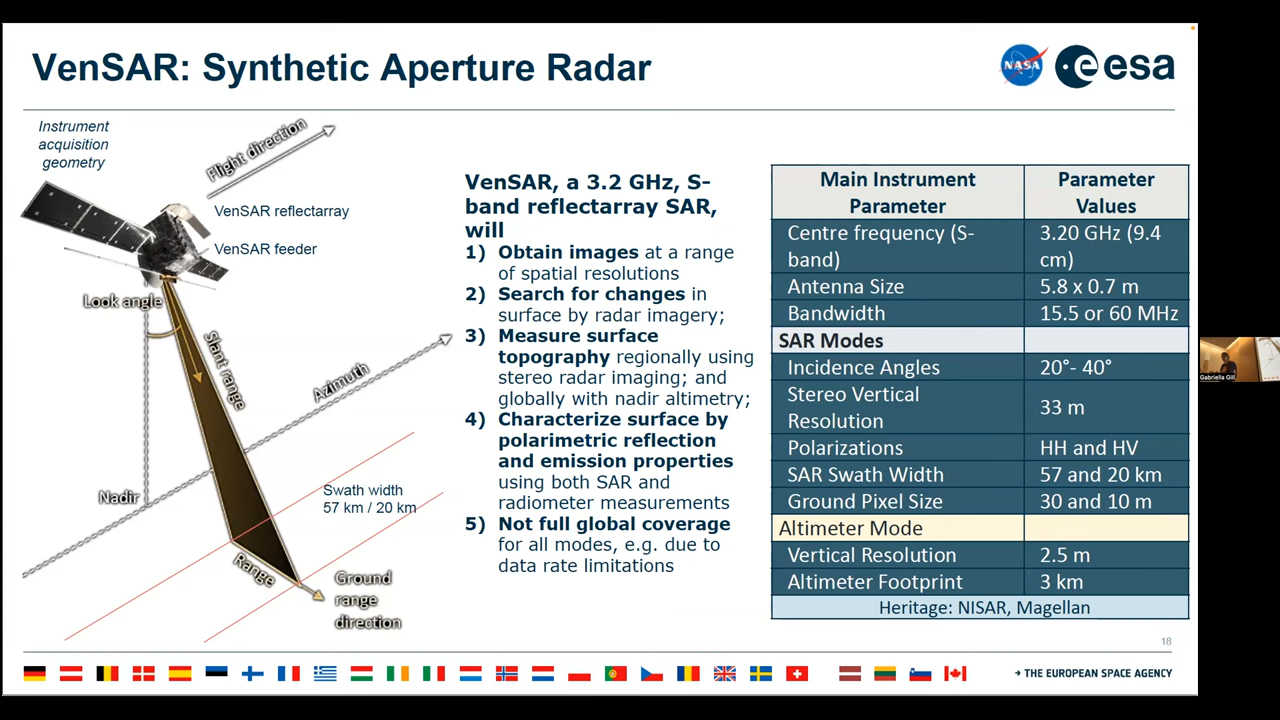 VenSAR: Synthetic Aperture Radar
NASA
esa
Instrument
acquisition
geometry
Flight direction
VenSAR reflectarray
VenSAR feeder
Look angle
Slant range
Azimuth
Nadir
Swath width
57 km / 20 km
Range
Ground
range
direction
VenSAR, a 3.2 GHz, S-
band reflectarray SAR,
will
1) Obtain images at a range
of spatial resolutions
2) Search for changes in
surface by radar imagery;
3) Measure surface
topography regionally using
stereo radar imaging; and
globally with nadir altimetry;
4) Characterize surface by
polarimetric reflection
and emission properties
using both SAR and
radiometer measurements
5) Not full global coverage
for all modes, e.g. due to
data rate limitations
Main Instrument
Parameter
Parameter
Values
Centre frequency (S-
band)
3.20 GHz (9.4
cm)
Antenna Size
5.8 x 0.7 m
Bandwidth
15.5 or 60 MHz
SAR Modes
Incidence Angles
20°- 40°
Stereo Vertical
Resolution
33 m
Polarizations
HH and HV
SAR Swath Width
57 and 20 km
Ground Pixel Size
30 and 10 m
Altimeter Mode
Vertical Resolution
2.5 m
Altimeter Footprint
3 km
Heritage: NISAR, Magellan
18
→ THE EUROPEAN SPACE AGENCY
Gabriella Gill